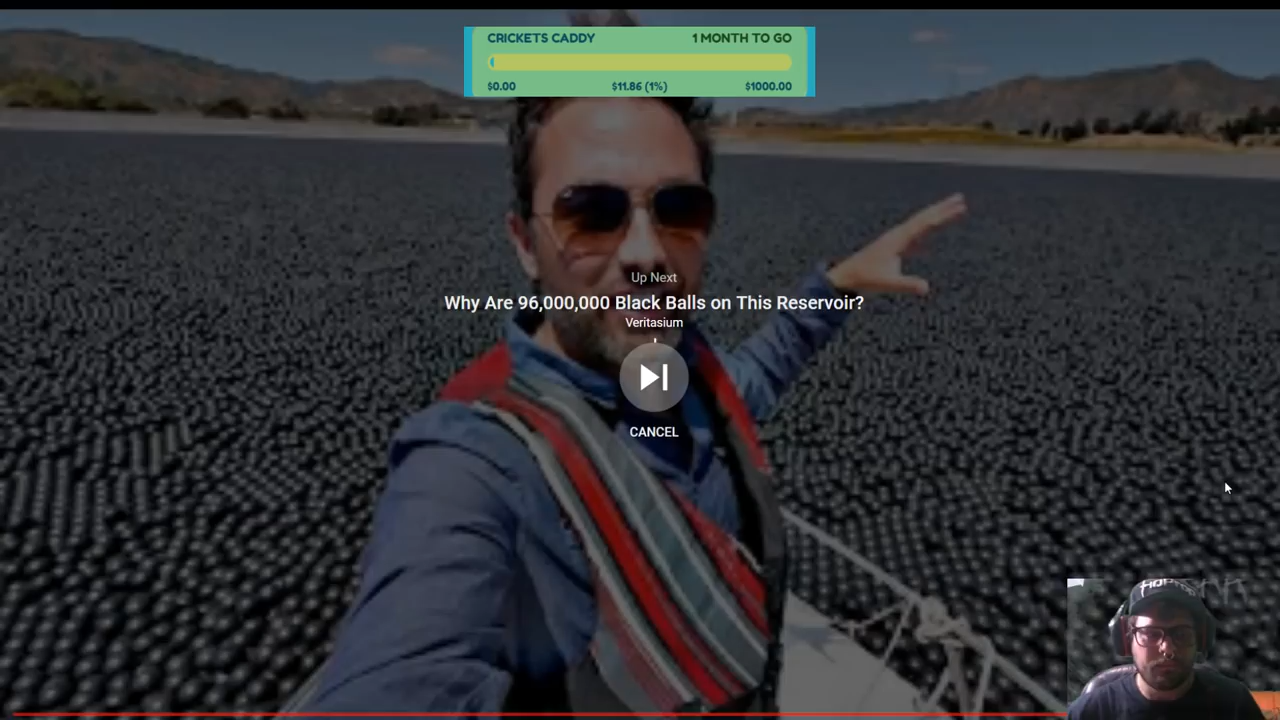 CRICKETS CADDY
1 MONTH TO GO
$0.00
$11.86 (1%)
$1000.00
Up Next
Why Are 96,000,000 Black Balls on This Reservoir?
Veritasium
CANCEL